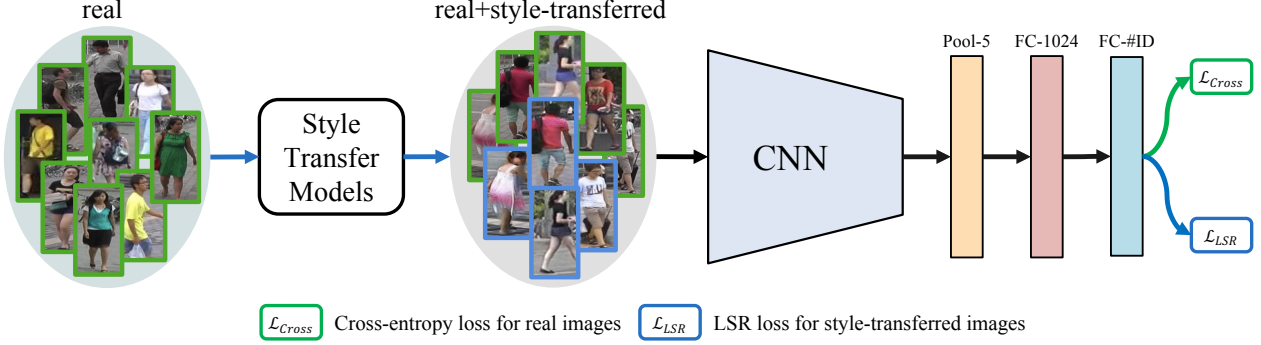 real
real+style-transferred
Style
Transfer
Models
CNN
Pool-5
FC-1024
FC-#ID
ℒ_Cross
ℒ_LSR
ℒ_Cross Cross-entropy loss for real images
ℒ_LSR LSR loss for style-transferred images